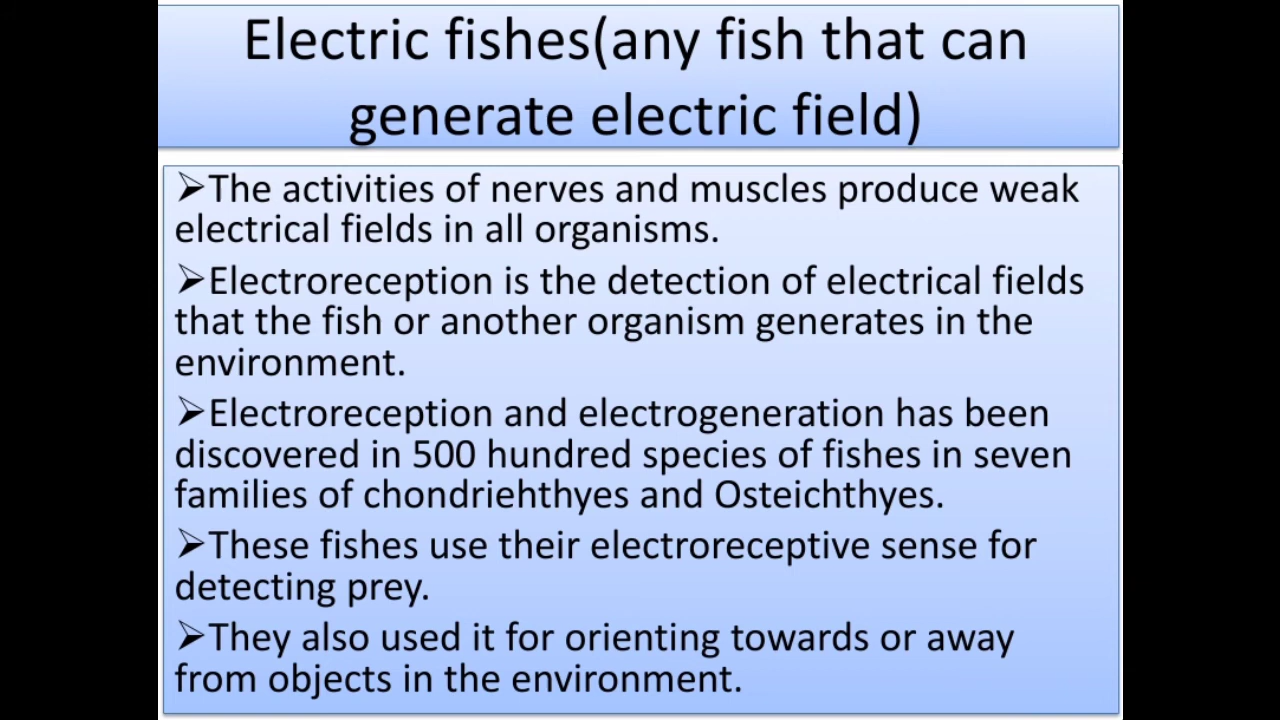 Electric fishes(any fish that can
generate electric field)
➢The activities of nerves and muscles produce weak
electrical fields in all organisms.
➢Electroreception is the detection of electrical fields
that the fish or another organism generates in the
environment.
➢Electroreception and electrogeneration has been
discovered in 500 hundred species of fishes in seven
families of chondriehthyes and Osteichthyes.
➢These fishes use their electroreceptive sense for
detecting prey.
➢They also used it for orienting towards or away
from objects in the environment.